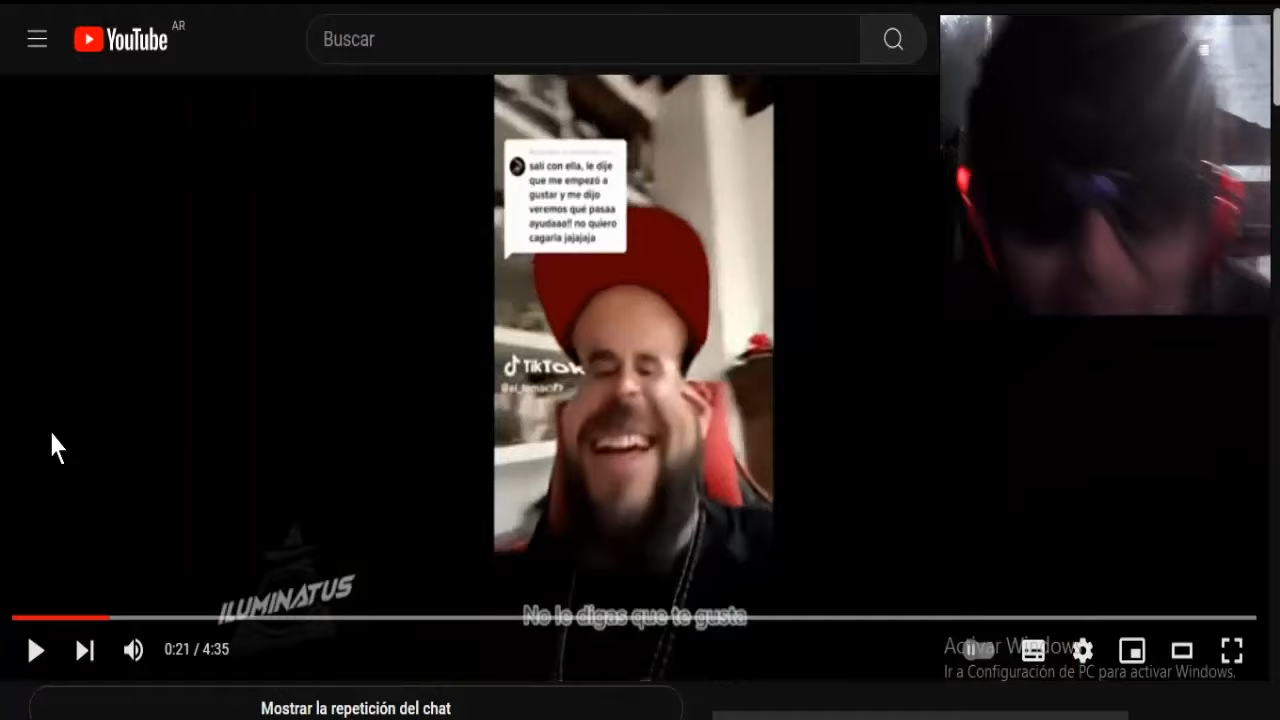 YouTube
AR
Buscar
salí con ella, le dije
que me empezó a
gustar y me dijo
veremos qué pasaa
ayudaaa!! no quiero
cagarla jajajaja
TikTok
ILUMINATUS
No le digas que te gusta
0:21 / 4:35
Activar Windows
Ir a Configuración de PC para activar Windows.
Mostrar la repetición del chat